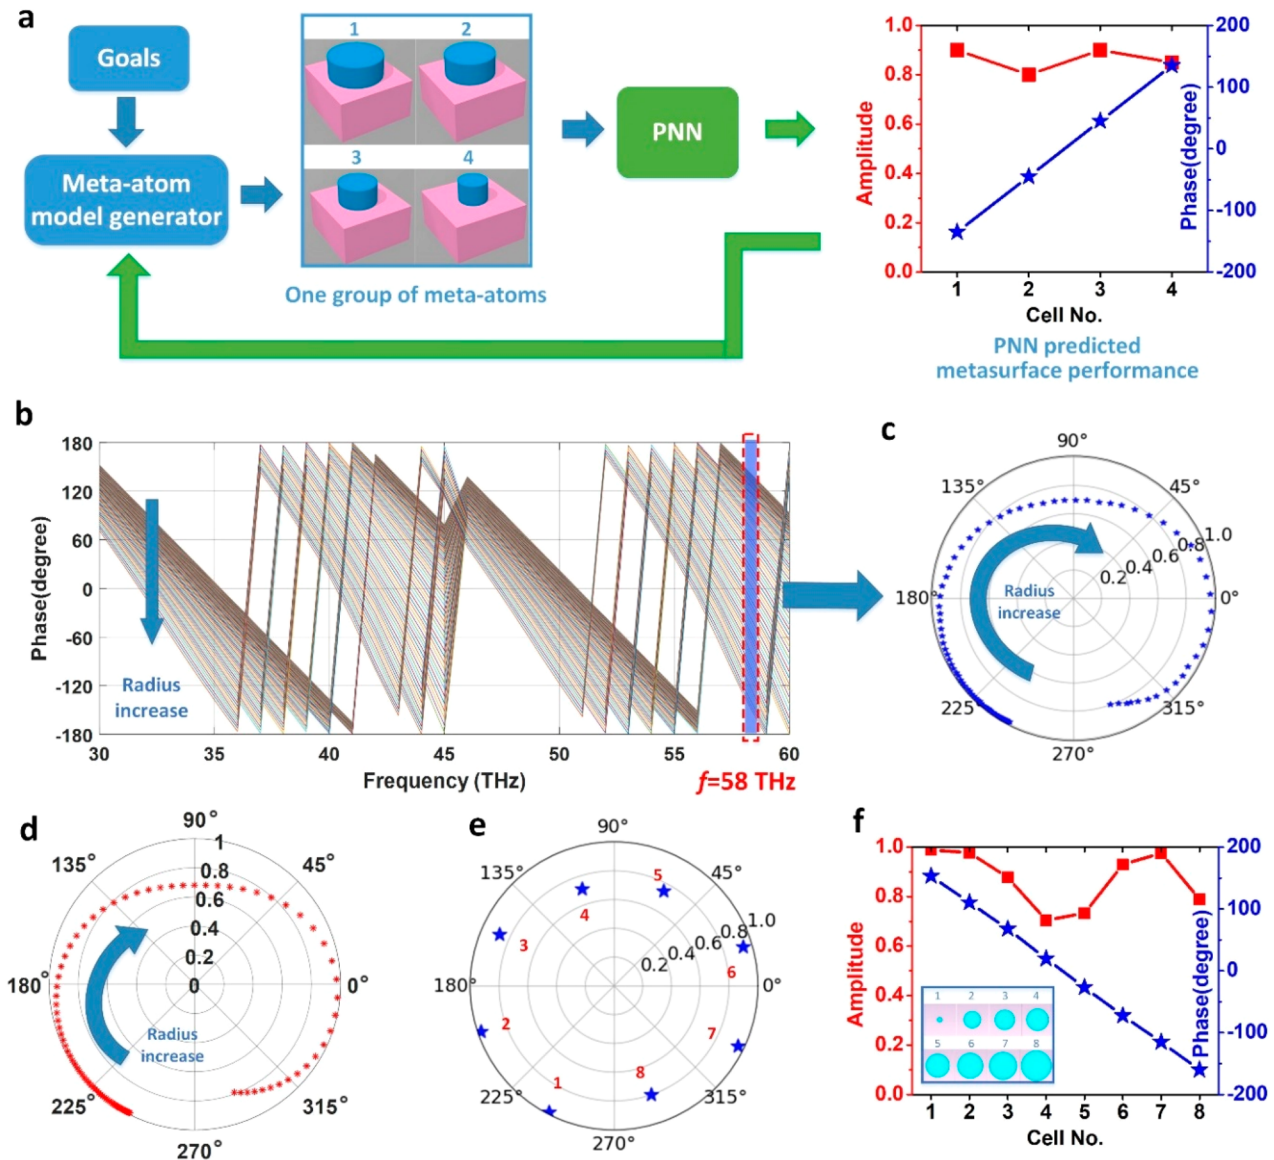 a
Goals
Meta-atom
model generator
1
2
3
4
One group of meta-atoms
PNN
1.0
0.8
0.6
0.4
0.2
0.0
Amplitude
200
100
0
-100
-200
Phase(degree)
1 2 3 4
Cell No.
PNN predicted
metasurface performance
b
180
120
60
0
-60
-120
-180
Phase(degree)
Radius
increase
30 35 40 45 50 55 60
Frequency (THz)
f=58 THz
c
90°
135°
45°
180°
0°
225°
315°
270°
0.2 0.4 0.6 0.8 1.0
Radius
increase
d
90°
135°
45°
180°
0°
225°
315°
270°
1
0.8
0.6
0.4
0.2
0
Radius
increase
e
90°
135°
45°
180°
0°
225°
315°
270°
0.2 0.4 0.6 0.8 1.0
5
4
3
6
2
7
1
8
f
1.0
0.8
0.6
0.4
0.2
0.0
Amplitude
200
100
0
-100
-200
Phase(degree)
1 2 3 4
5 6 7 8
1 2 3 4 5 6 7 8
Cell No.